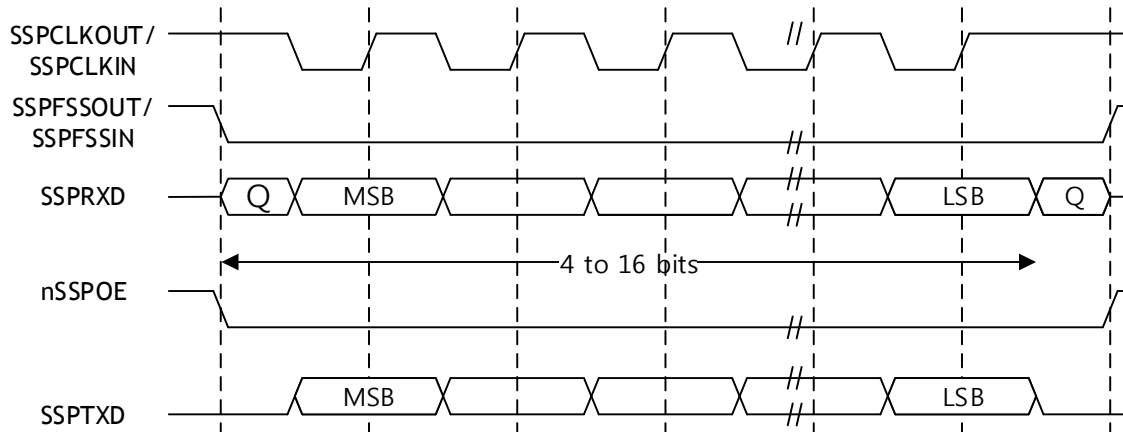 SSPCLKOUT/
SSPCLKIN
SSPFSSOUT/
SSPFSSIN
SSPRXD
Q
MSB
LSB
Q
4 to 16 bits
nSSPOE
SSPTXD
MSB
LSB